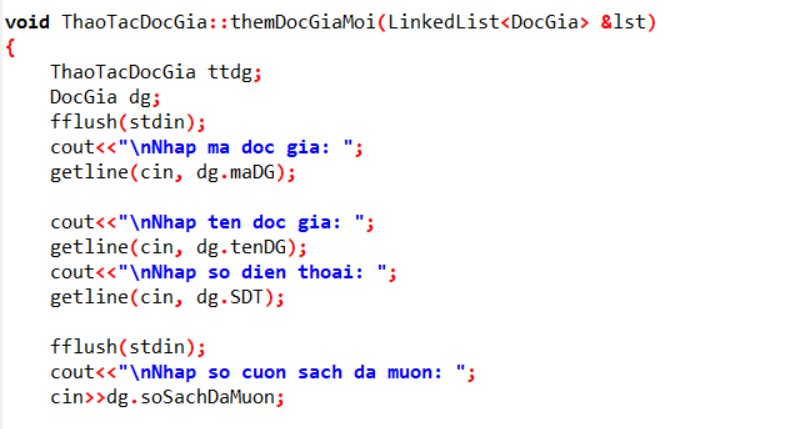 void ThaoTacDocGia::themDocGiaMoi(LinkedList<DocGia> &lst)
{
ThaoTacDocGia ttdg;
DocGia dg;
fflush(stdin);
cout<<"\nNhap ma doc gia: ";
getline(cin, dg.maDG);
cout<<"\nNhap ten doc gia: ";
getline(cin, dg.tenDG);
cout<<"\nNhap so dien thoai: ";
getline(cin, dg.SDT);
fflush(stdin);
cout<<"\nNhap so cuon sach da muon: ";
cin>>dg.soSachDaMuon;